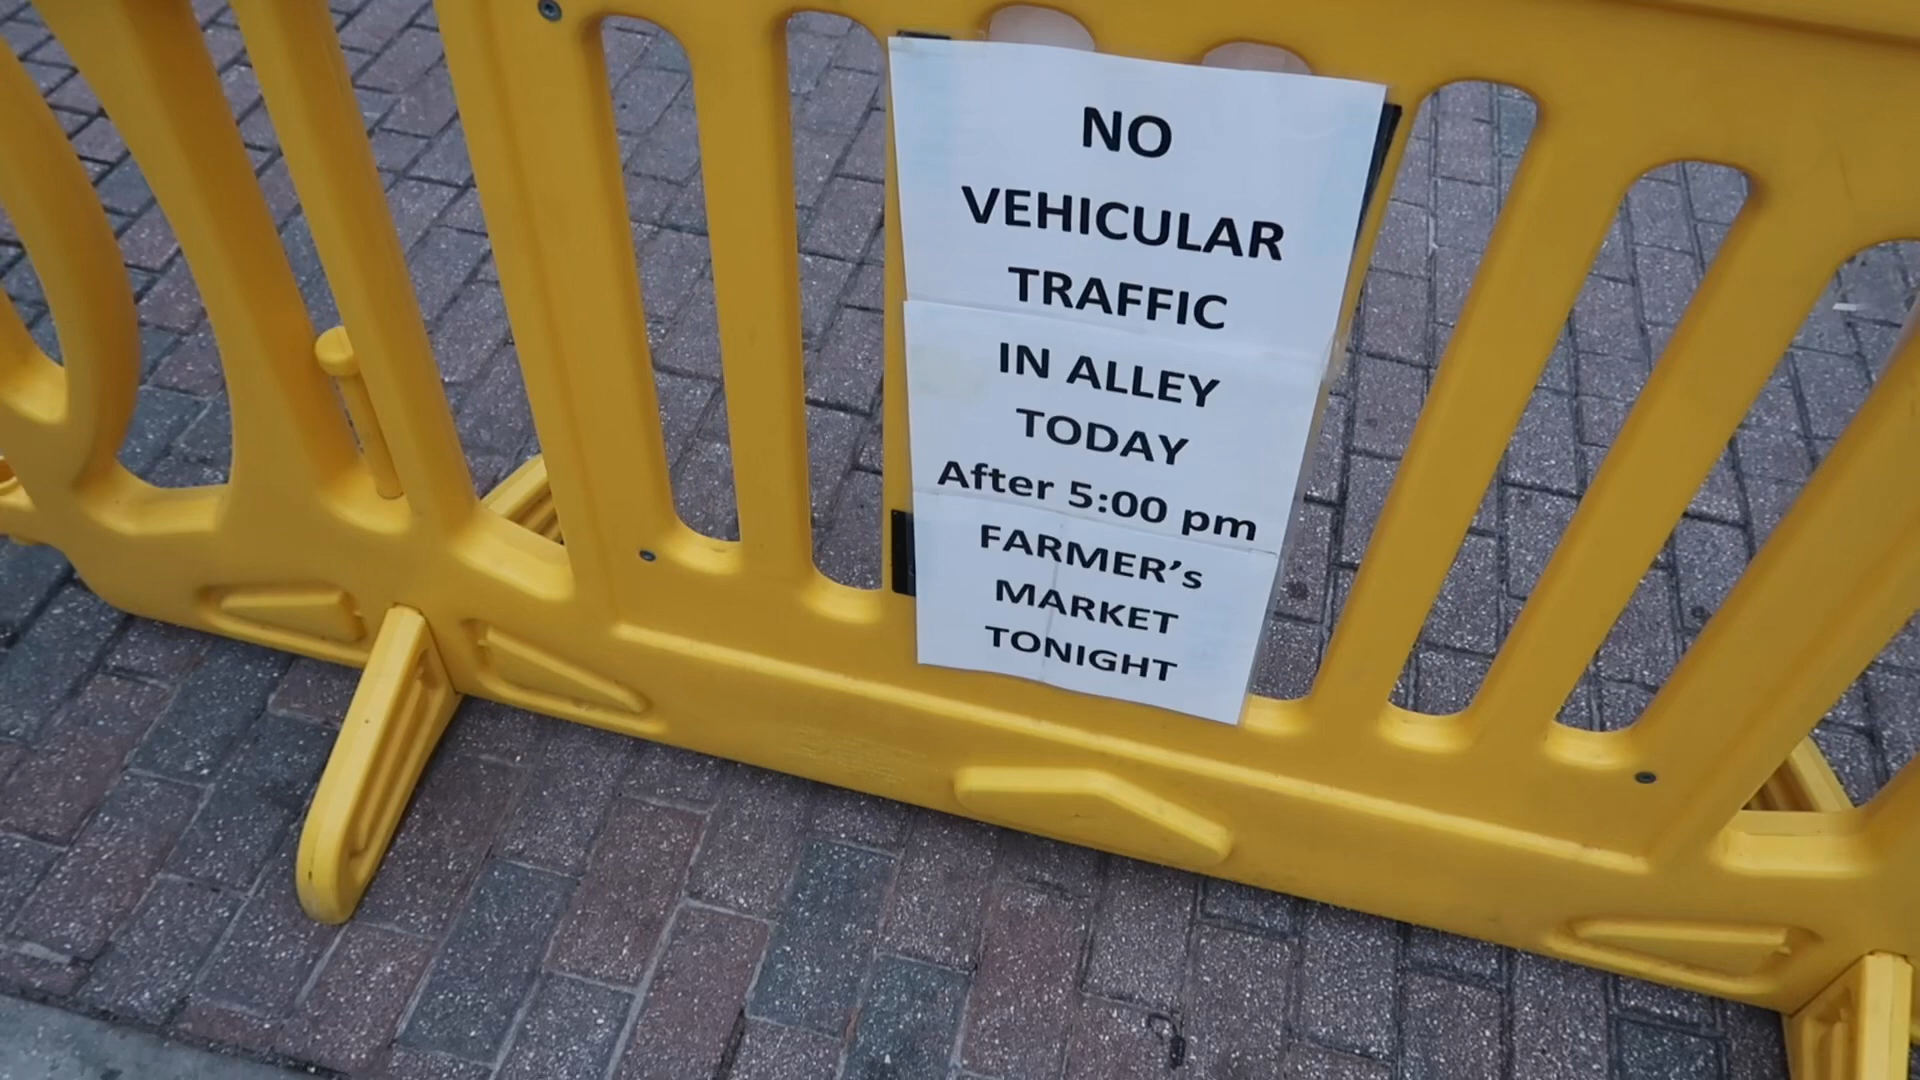 NO
VEHICULAR
TRAFFIC
IN ALLEY
TODAY
After 5:00 pm
FARMER's
MARKET
TONIGHT